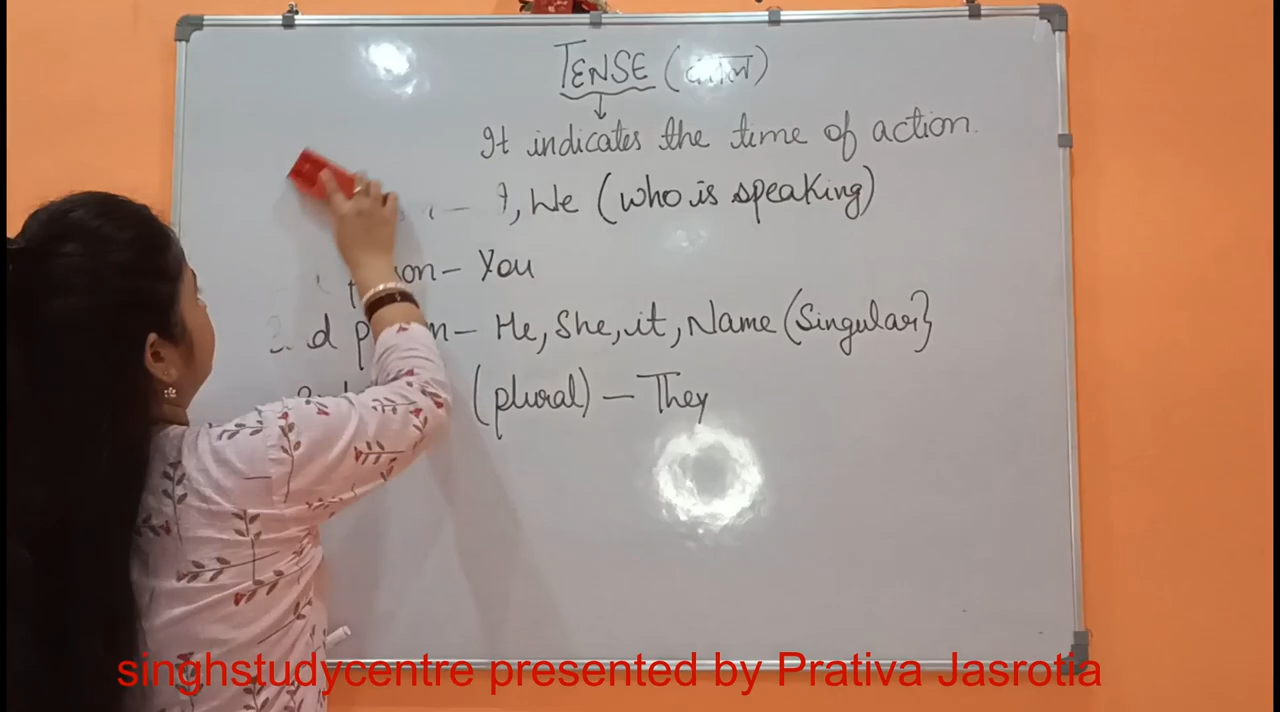 TENSE (काल)
It indicates the time of action.
– I, We (who is speaking)
– You
d – He, She, it, Name (Singular}
(plural) – They
singhstudycentre presented by Prativa Jasrotia